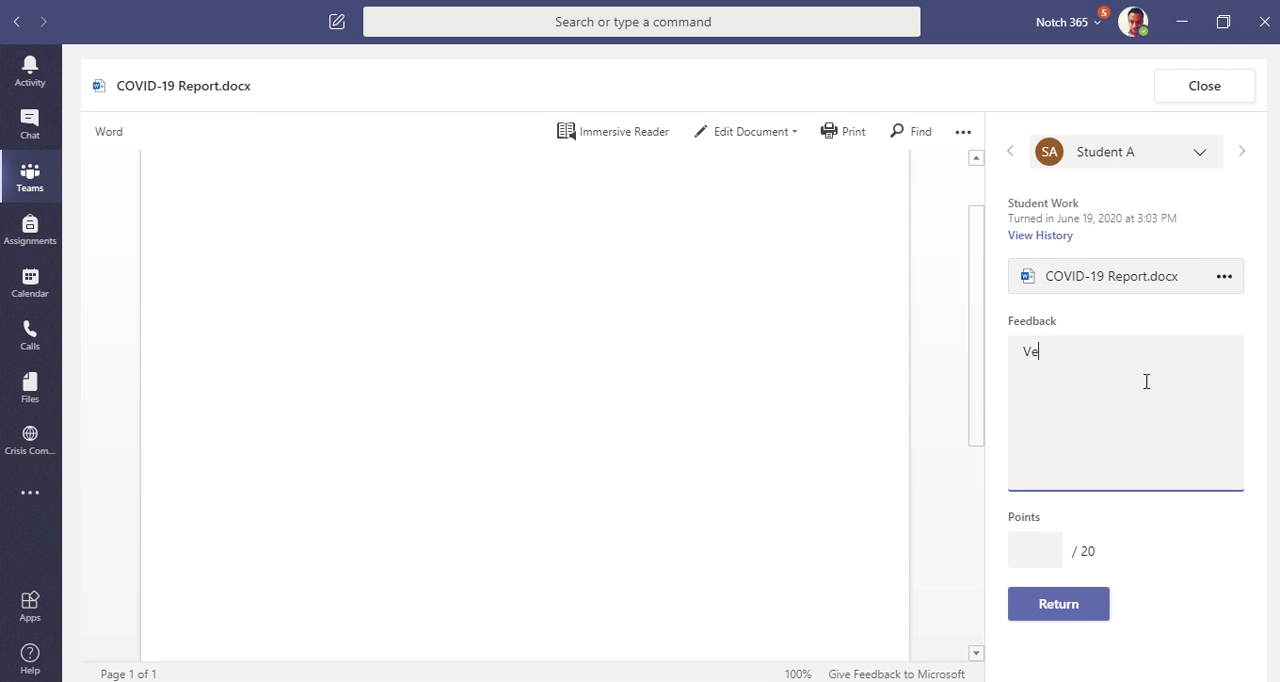 Search or type a command
Notch 365
5
Activity
Chat
Teams
Assignments
Calendar
Calls
Files
Crisis Com...
Apps
Help
COVID-19 Report.docx
Close
Word
Immersive Reader
Edit Document
Print
Find
Page 1 of 1
100%
Give Feedback to Microsoft
SA
Student A
Student Work
Turned in June 19, 2020 at 3:03 PM
View History
COVID-19 Report.docx
Feedback
Ve
Points
/ 20
Return